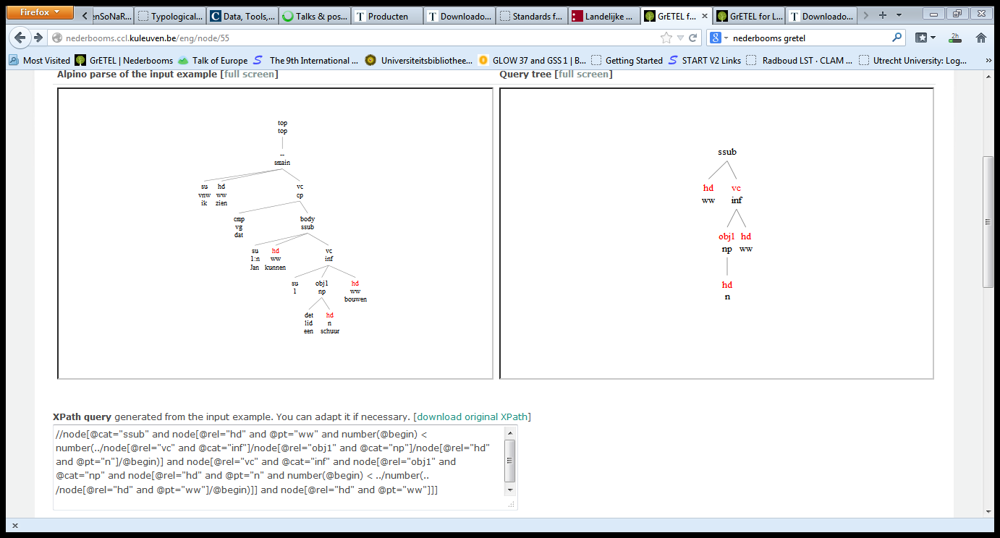 Firefox
enSoNaR...
Typological...
Data, Tools,...
Talks & pos...
Producten
Downloado...
Standards f...
Landelijke ...
GrETEL f...
GrETEL for L...
Downloado...
nederbooms.ccl.kuleuven.be/eng/node/55
nederbooms gretel
2h
Most Visited
GrETEL | Nederbooms
Talk of Europe
The 9th International ...
Universiteitsbibliothee...
GLOW 37 and GSS 1 | B...
Getting Started
START V2 Links
Radboud LST · CLAM ...
Utrecht University: Log...
Alpino parse of the input example [full screen]
Query tree [full screen]
top
top
--
smain
su hd vc
vnw ww cp
ik zien
cmp body
vg ssub
dat
su hd vc
1:n ww inf
Jan kunnen
su obj1 hd
1 np ww
bouwen
det hd
lid n
een schuur
ssub
hd vc
ww inf
obj1 hd
np ww
hd
n
XPath query generated from the input example. You can adapt it if necessary. [download original XPath]
//node[@cat="ssub" and node[@rel="hd" and @pt="ww" and number(@begin) <
number(../node[@rel="vc" and @cat="inf"]/node[@rel="obj1" and @cat="np"]/node[@rel="hd"
and @pt="n"]/@begin)] and node[@rel="vc" and @cat="inf" and node[@rel="obj1" and
@cat="np" and node[@rel="hd" and @pt="n" and number(@begin) < ../number(..
/node[@rel="hd" and @pt="ww"]/@begin)]] and node[@rel="hd" and @pt="ww"]]]